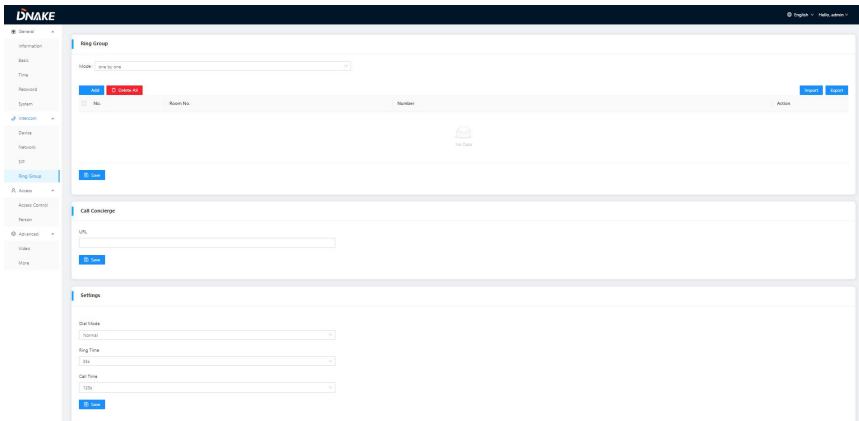 DNAKE
English Hello, admin
General
Information
Basic
Time
Password
System
Intercom
Device
Network
SIP
Ring Group
Access
Access Control
Person
Advanced
Video
More
Ring Group
Mode one by one
Add Delete All Import Export
No. Room No. Number Action
No Data
Save
Call Concierge
URL
Save
Settings
Dial Mode
Normal
Ring Time
Call Time
120s
Save